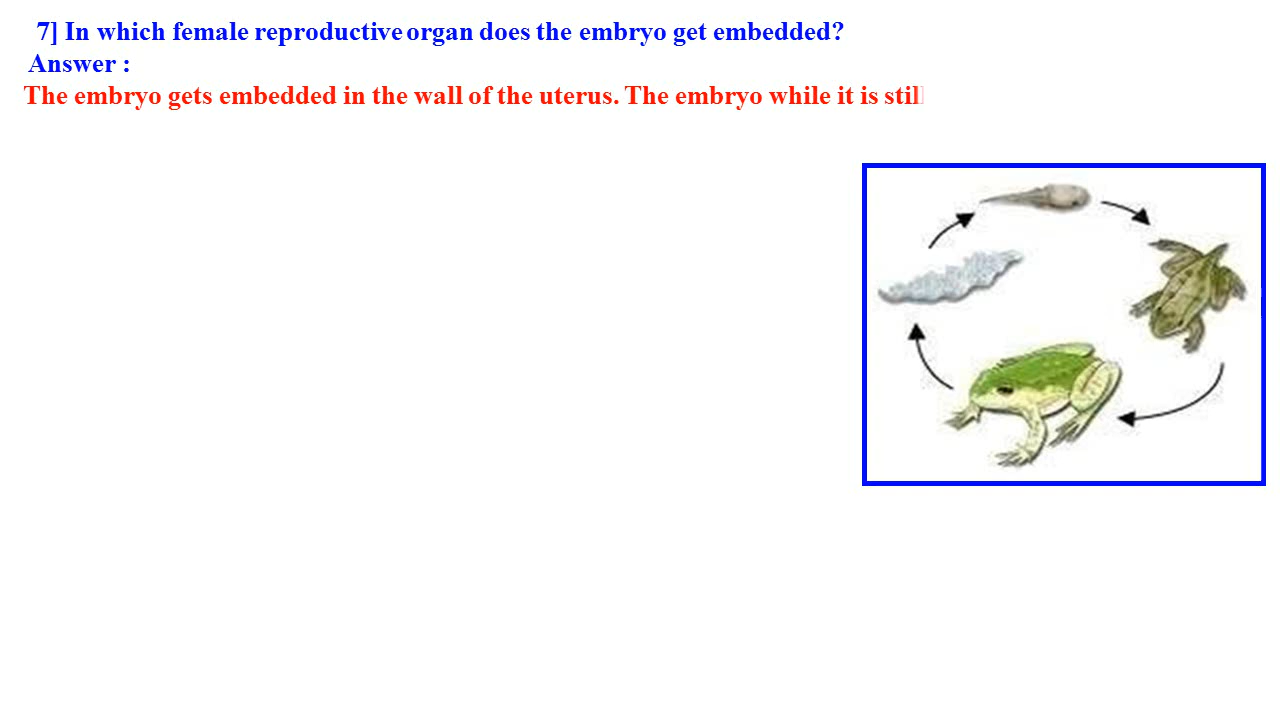 7] In which female reproductive organ does the embryo get embedded?
Answer :
The embryo gets embedded in the wall of the uterus. The embryo while it is still